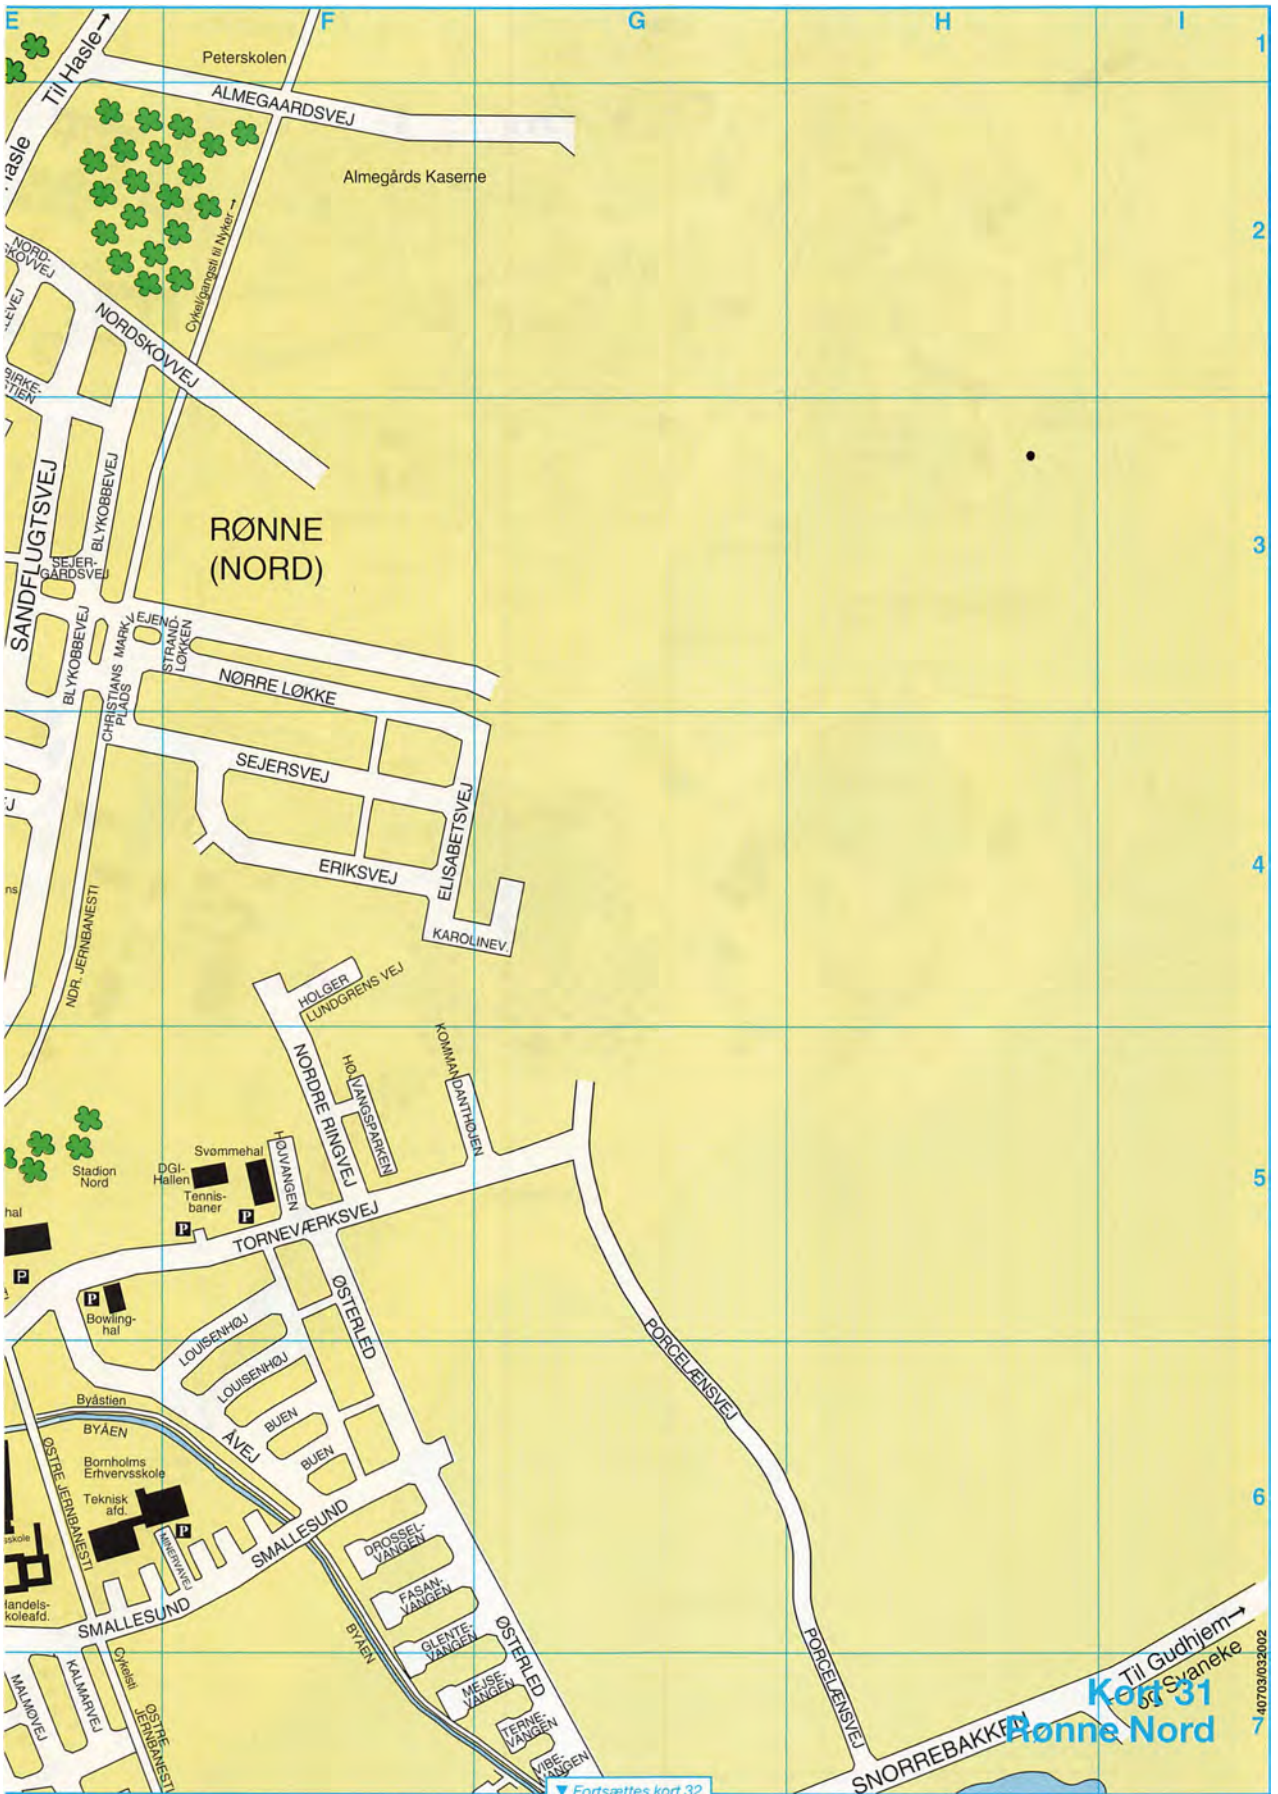 E
F
G
H
I
1
Til Hasle →
Peterskolen
ALMEGAARDSVEJ
Almegårds Kaserne
Cykel/gangsti til Nyker →
2
NORD-
SKOVVEJ
NORDSKOVVEJ
BIRKE-
STIEN
SANDFLUGTSVEJ
BLYKOBBEVEJ
RØNNE
(NORD)
3
SEJER-
GÅRDSVEJ
BLYKOBBEVEJ
MARKVEJEN
STRAND-
LØKKEN
CHRISTIANS
PLADS
NØRRE LØKKE
SEJERSVEJ
ELISABETSVEJ
ERIKSVEJ
4
KAROLINEV.
NDR. JERNBANESTI
HOLGER
LUNDGRENS VEJ
NORDRE RINGVEJ
HØJVANGSPARKEN
KOMMANDANTHØJEN
Stadion
Nord
DGI-
Hallen
Svømmehal
HØJVANGEN
5
Tennis-
baner
hal
P
P
TORNEVÆRKSVEJ
P
P
Bowling-
hal
ØSTERLED
LOUISENHØJ
LOUISENHØJ
PORCELÆNSVEJ
Byåstien
BYÅEN
BUEN
ÅVEJ
BUEN
ØSTRE JERNBANESTI
Bornholms
Erhvervsskole
Teknisk
afd.
6
P
MINERVAVEJ
SMALLESUND
DROSSEL-
VANGEN
FASAN-
VANGEN
GLENTE-
VANGEN
MEJSE-
VANGEN
TERNE-
VANGEN
VIBE-
VANGEN
Handels-
skoleafd.
SMALLESUND
BYÅEN
ØSTERLED
PORCELÆNSVEJ
Cykelsti
MALMØVEJ
KALMARVEJ
ØSTRE
JERNBANESTI
SNORREBAKKEN
Til Gudhjem →
og Svaneke
Kort 31
Rønne Nord
7
40703/032002
▼ Fortsættes kort 32